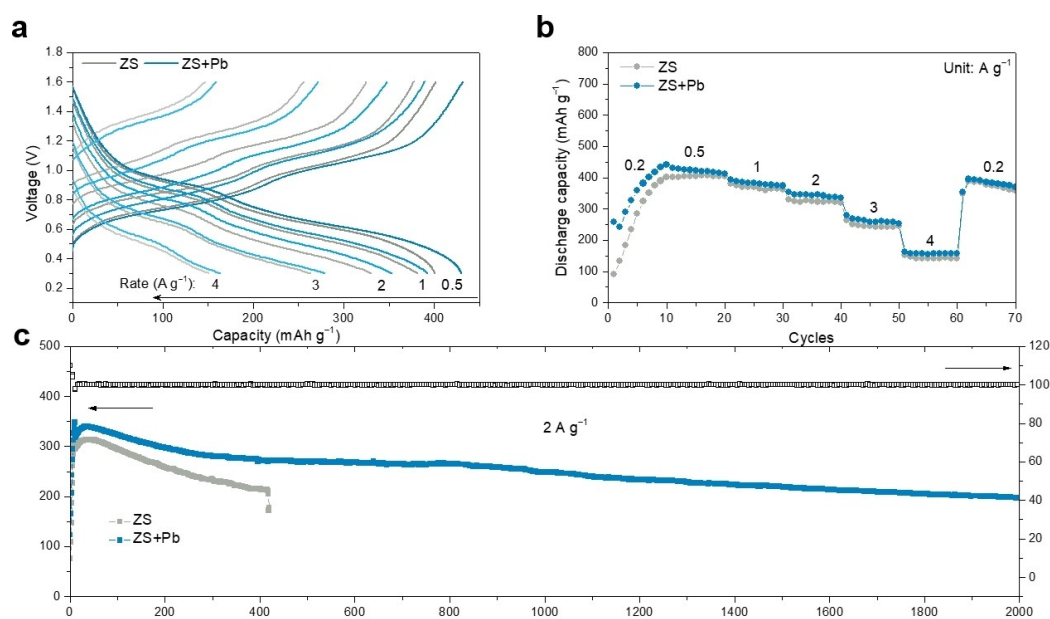 a
1.8
1.6
1.4
1.2
1.0
0.8
0.6
0.4
0.2
Voltage (V)
ZS
ZS+Pb
Rate (A g⁻¹): 4 3 2 1 0.5
0 100 200 300 400
Capacity (mAh g⁻¹)
b
800
700
600
500
400
300
200
100
0
Discharge capacity (mAh g⁻¹)
ZS
ZS+Pb
Unit: A g⁻¹
0.2 0.5 1 2 3 4 0.2
0 10 20 30 40 50 60 70
Cycles
c
500
400
300
200
300
100
0
ZS
ZS+Pb
2 A g⁻¹
120
100
80
60
40
20
0
0 200 400 600 800 1000 1200 1400 1600 1800 2000